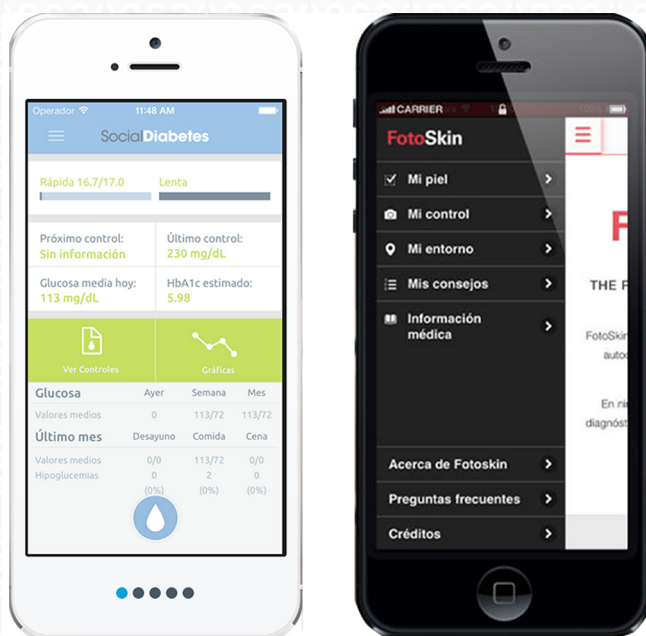 Operador 11:48 AM
SocialDiabetes
Rápida 16.7/17.0 Lenta
Próximo control: Último control:
Sin información 230 mg/dL
Glucosa media hoy: HbA1c estimado:
113 mg/dL 5.98
Ver Controles Gráficas
Glucosa Ayer Semana Mes
Valores medios 0 113/72 113/72
Último mes Desayuno Comida Cena
Valores medios 0/0 113/72 0/0
Hipoglucemias 0 2 0
(0%) (0%) (0%)
CARRIER
FotoSkin
Mi piel
Mi control
Mi entorno
Mis consejos
Información
médica
Acerca de Fotoskin
Preguntas frecuentes
Créditos
F
THE F
FotoSkin
autoc
En nin
diagnóst